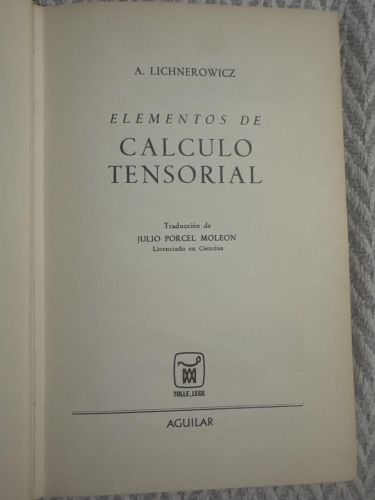 A. LICHNEROWICZ
ELEMENTOS DE
CALCULO
TENSORIAL
Traducción de
JULIO PORCEL MOLEON
Licenciado en Ciencias
TOLLE, LEGE
AGUILAR